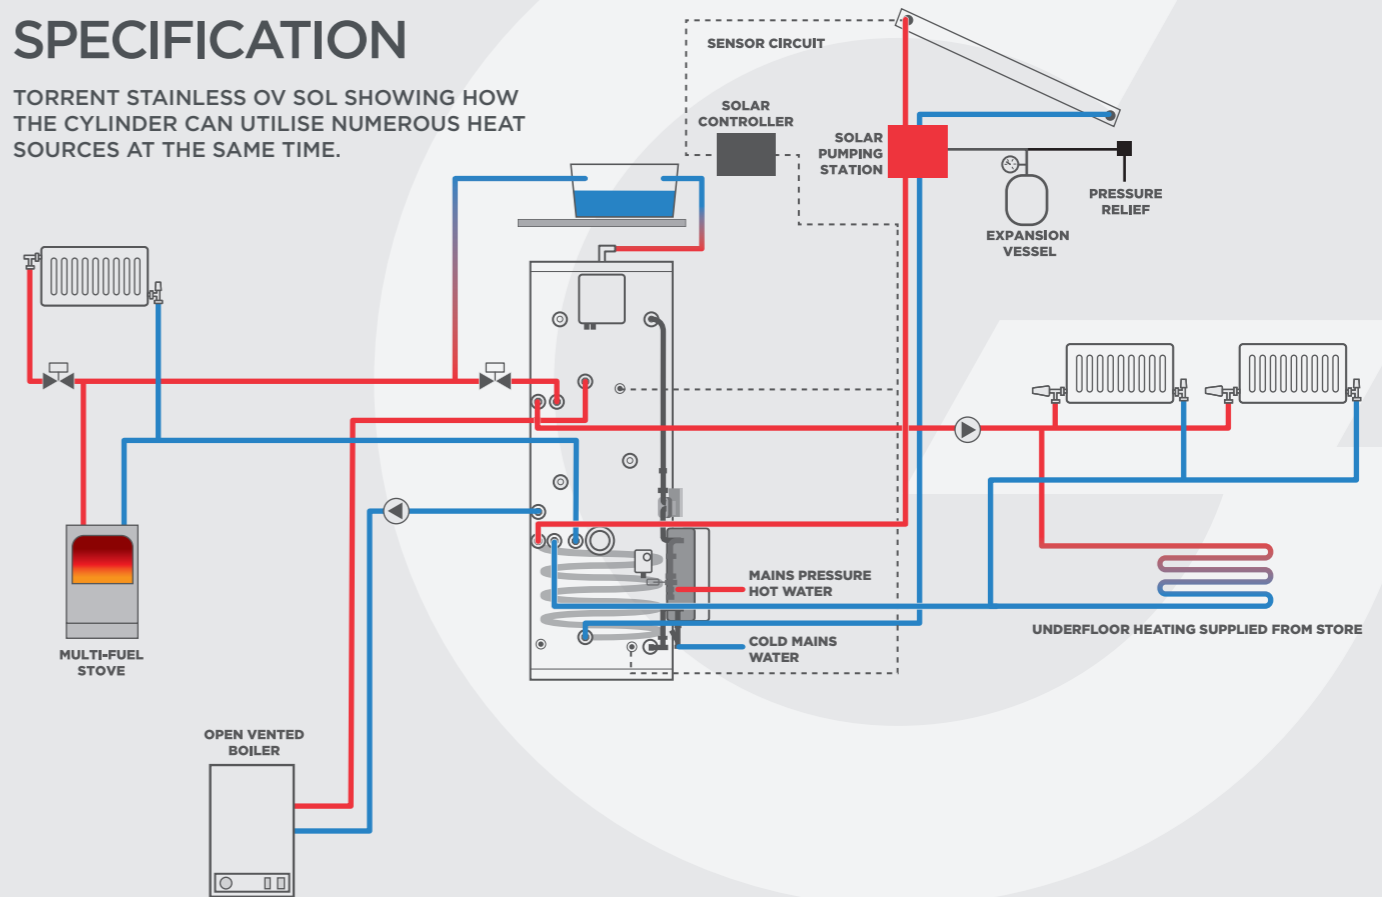 SPECIFICATION
TORRENT STAINLESS OV SOL SHOWING HOW
THE CYLINDER CAN UTILISE NUMEROUS HEAT
SOURCES AT THE SAME TIME.
SENSOR CIRCUIT
SOLAR
CONTROLLER
SOLAR
PUMPING
STATION
PRESSURE
RELIEF
EXPANSION
VESSEL
MAINS PRESSURE
HOT WATER
COLD MAINS
WATER
UNDERFLOOR HEATING SUPPLIED FROM STORE
MULTI-FUEL
STOVE
OPEN VENTED
BOILER